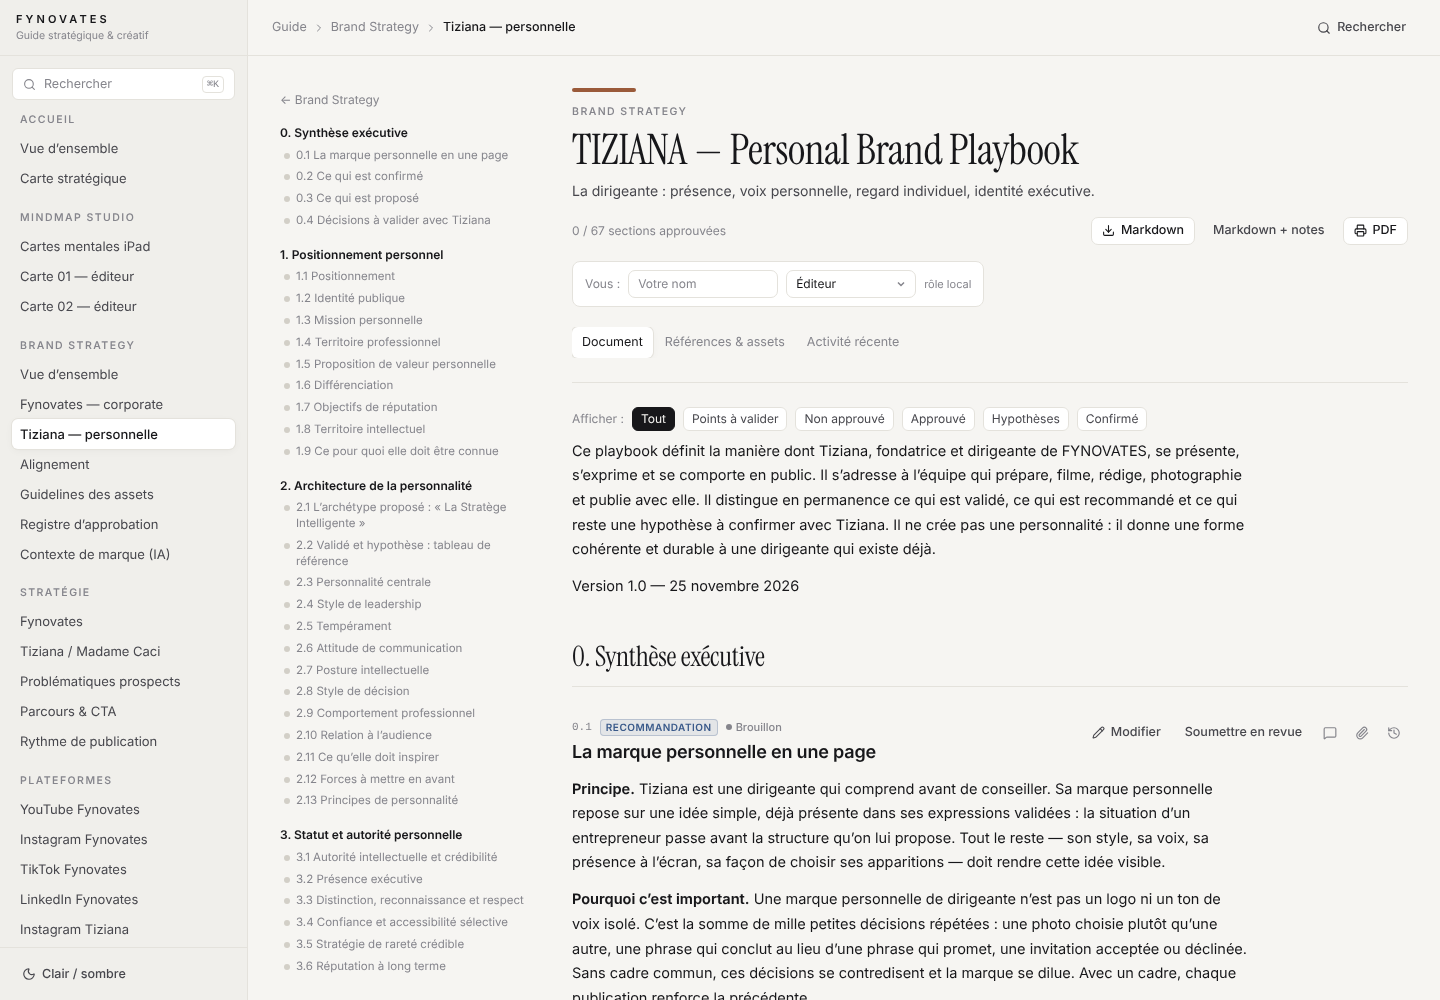 FYNOVATES
Guide stratégique & créatif
Rechercher
⌘K
ACCUEIL
Vue d’ensemble
Carte stratégique
MINDMAP STUDIO
Cartes mentales iPad
Carte 01 — éditeur
Carte 02 — éditeur
BRAND STRATEGY
Vue d’ensemble
Fynovates — corporate
Tiziana — personnelle
Alignement
Guidelines des assets
Registre d’approbation
Contexte de marque (IA)
STRATÉGIE
Fynovates
Tiziana / Madame Caci
Problématiques prospects
Parcours & CTA
Rythme de publication
PLATEFORMES
YouTube Fynovates
Instagram Fynovates
TikTok Fynovates
LinkedIn Fynovates
Instagram Tiziana
Clair / sombre
Guide > Brand Strategy > Tiziana — personnelle
Rechercher
← Brand Strategy
0. Synthèse exécutive
0.1 La marque personnelle en une page
0.2 Ce qui est confirmé
0.3 Ce qui est proposé
0.4 Décisions à valider avec Tiziana
1. Positionnement personnel
1.1 Positionnement
1.2 Identité publique
1.3 Mission personnelle
1.4 Territoire professionnel
1.5 Proposition de valeur personnelle
1.6 Différenciation
1.7 Objectifs de réputation
1.8 Territoire intellectuel
1.9 Ce pour quoi elle doit être connue
2. Architecture de la personnalité
2.1 L’archétype proposé : « La Stratège
Intelligente »
2.2 Validé et hypothèse : tableau de
référence
2.3 Personnalité centrale
2.4 Style de leadership
2.5 Tempérament
2.6 Attitude de communication
2.7 Posture intellectuelle
2.8 Style de décision
2.9 Comportement professionnel
2.10 Relation à l’audience
2.11 Ce qu’elle doit inspirer
2.12 Forces à mettre en avant
2.13 Principes de personnalité
3. Statut et autorité personnelle
3.1 Autorité intellectuelle et crédibilité
3.2 Présence exécutive
3.3 Distinction, reconnaissance et respect
3.4 Confiance et accessibilité sélective
3.5 Stratégie de rareté crédible
3.6 Réputation à long terme
BRAND STRATEGY
TIZIANA — Personal Brand Playbook
La dirigeante : présence, voix personnelle, regard individuel, identité exécutive.
0 / 67 sections approuvées
Markdown
Markdown + notes
PDF
Vous :
Votre nom
Éditeur
rôle local
Document
Références & assets
Activité récente
Afficher :
Tout
Points à valider
Non approuvé
Approuvé
Hypothèses
Confirmé
Ce playbook définit la manière dont Tiziana, fondatrice et dirigeante de FYNOVATES, se présente,
s’exprime et se comporte en public. Il s’adresse à l’équipe qui prépare, filme, rédige, photographie
et publie avec elle. Il distingue en permanence ce qui est validé, ce qui est recommandé et ce qui
reste une hypothèse à confirmer avec Tiziana. Il ne crée pas une personnalité : il donne une forme
cohérente et durable à une dirigeante qui existe déjà.
Version 1.0 — 25 novembre 2026
0. Synthèse exécutive
0.1
RECOMMANDATION
Brouillon
Modifier
Soumettre en revue
La marque personnelle en une page
Principe. Tiziana est une dirigeante qui comprend avant de conseiller. Sa marque personnelle
repose sur une idée simple, déjà présente dans ses expressions validées : la situation d’un
entrepreneur passe avant la structure qu’on lui propose. Tout le reste — son style, sa voix, sa
présence à l’écran, sa façon de choisir ses apparitions — doit rendre cette idée visible.
Pourquoi c’est important. Une marque personnelle de dirigeante n’est pas un logo ni un ton de
voix isolé. C’est la somme de mille petites décisions répétées : une photo choisie plutôt qu’une
autre, une phrase qui conclut au lieu d’une phrase qui promet, une invitation acceptée ou déclinée.
Sans cadre commun, ces décisions se contredisent et la marque se dilue. Avec un cadre, chaque
publication renforce la précédente.